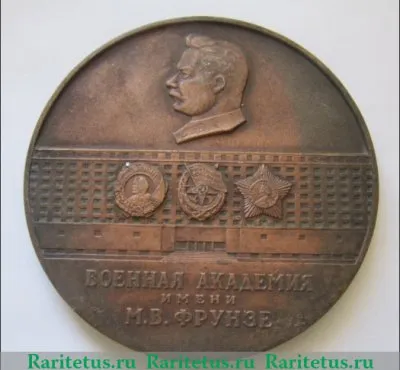 ВОЕННАЯ АКАДЕМИЯ
ИМЕНИ
М.В. ФРУНЗЕ
Raritetus.ru Raritetus.ru Raritetus.ru